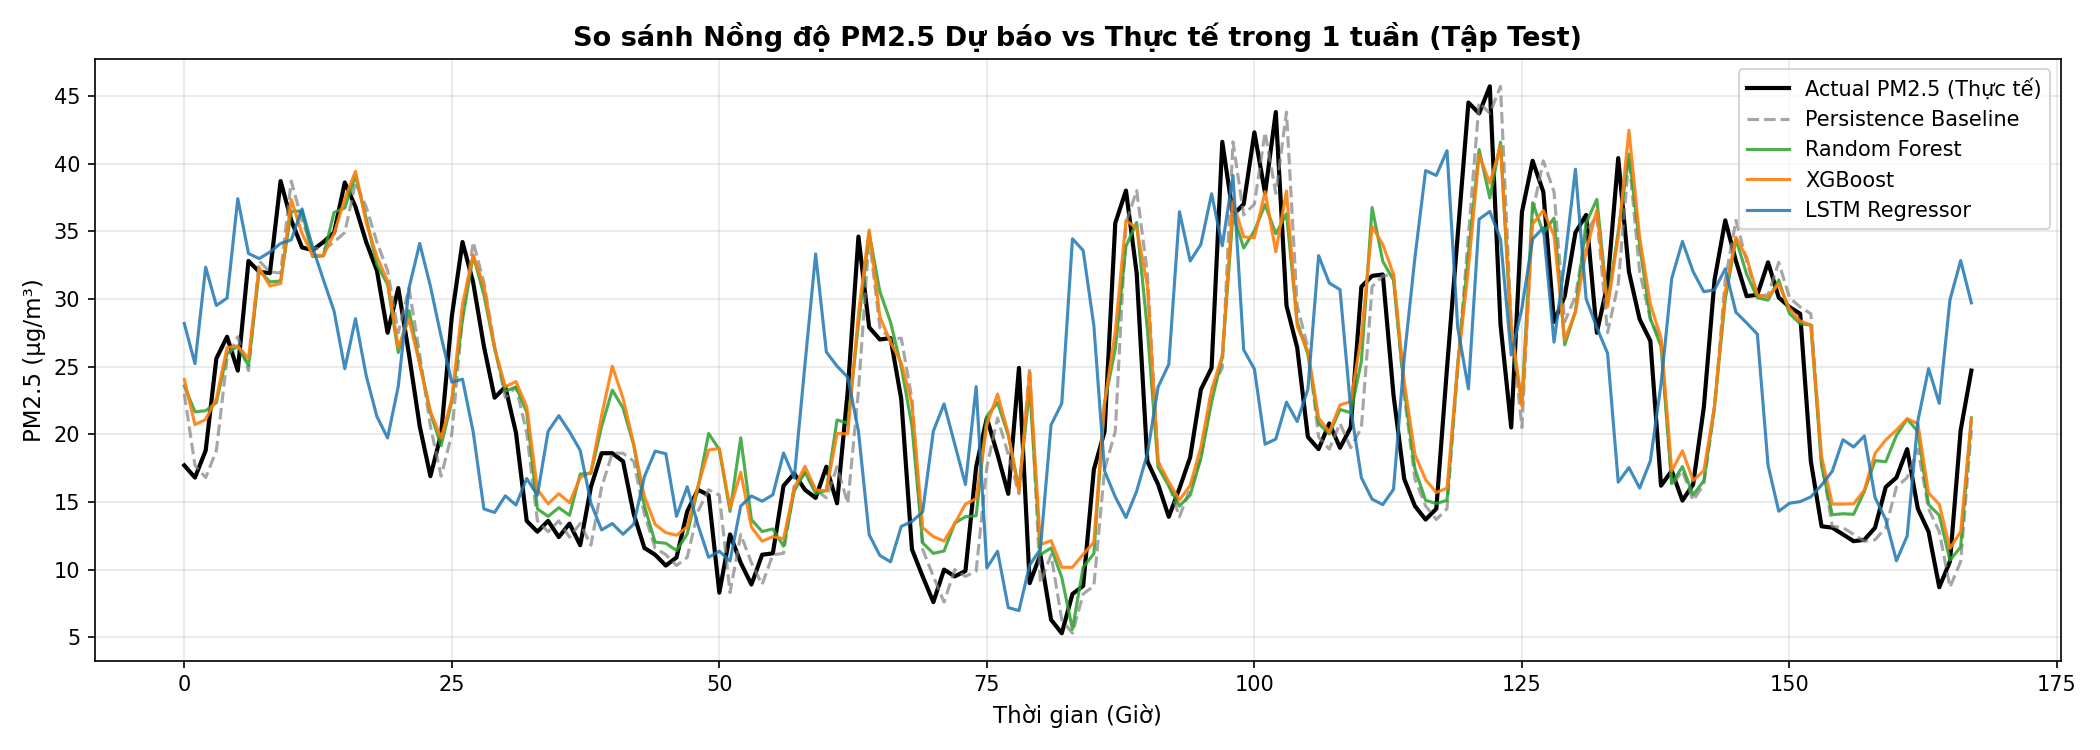 So sánh Nồng độ PM2.5 Dự báo vs Thực tế trong 1 tuần (Tập Test)
Actual PM2.5 (Thực tế)
Persistence Baseline
Random Forest
XGBoost
LSTM Regressor
PM2.5 (μg/m³)
45
40
35
30
25
20
15
10
5
0
25
50
75
100
125
150
175
Thời gian (Giờ)